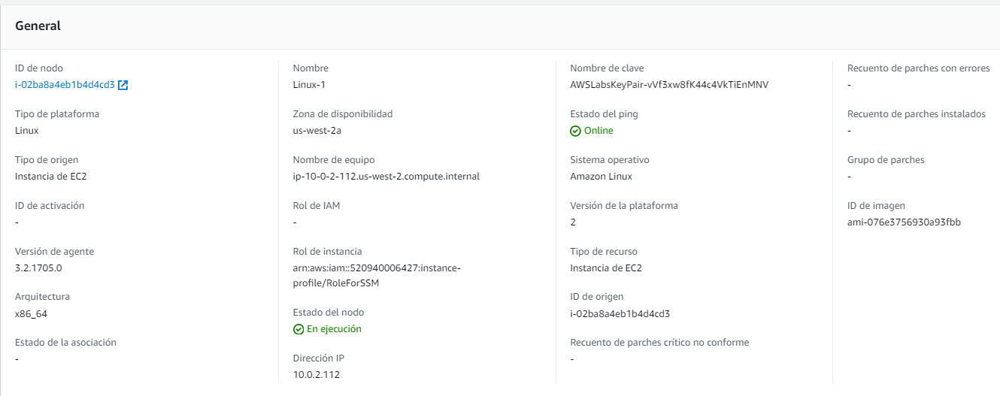 General
ID de nodo
i-02ba8a4eb1b4d4cd3
Tipo de plataforma
Linux
Tipo de origen
Instancia de EC2
ID de activación
-
Versión de agente
3.2.1705.0
Arquitectura
x86_64
Estado de la asociación
-
Nombre
Linux-1
Zona de disponibilidad
us-west-2a
Nombre de equipo
ip-10-0-2-112.us-west-2.compute.internal
Rol de IAM
-
Rol de instancia
arn:aws:iam::520940006427:instance-
profile/RoleForSSM
Estado del nodo
En ejecución
Dirección IP
10.0.2.112
Nombre de clave
AWSLabsKeyPair-vVf3xw8fK44c4VkTiEnMNV
Estado del ping
Online
Sistema operativo
Amazon Linux
Versión de la plataforma
2
Tipo de recurso
Instancia de EC2
ID de origen
i-02ba8a4eb1b4d4cd3
Recuento de parches crítico no conforme
-
Recuento de parches con errores
-
Recuento de parches instalados
-
Grupo de parches
-
ID de imagen
ami-076e3756930a93fbb